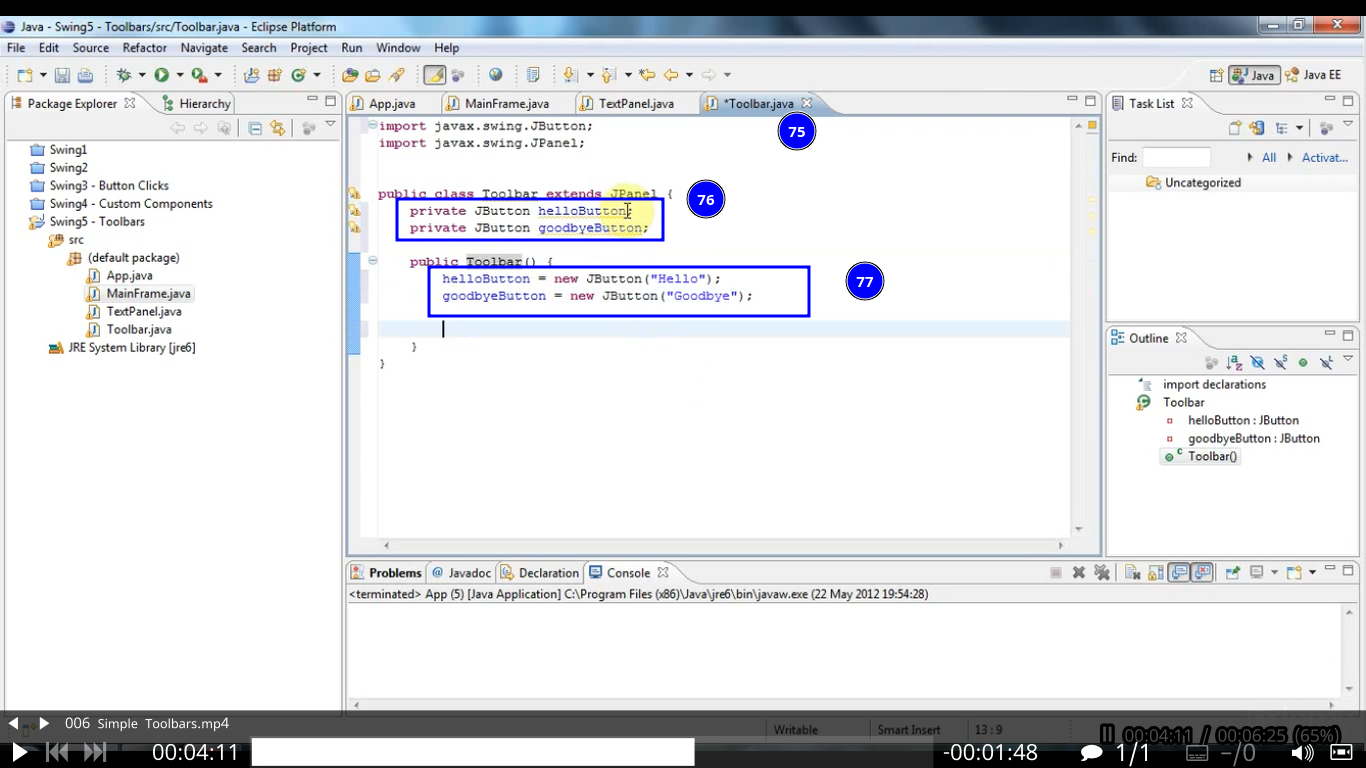 Java - Swing5 - Toolbars/src/Toolbar.java - Eclipse Platform
File Edit Source Refactor Navigate Search Project Run Window Help
Java Java EE
Package Explorer Hierarchy
Swing1
Swing2
Swing3 - Button Clicks
Swing4 - Custom Components
Swing5 - Toolbars
src
(default package)
App.java
MainFrame.java
TextPanel.java
Toolbar.java
JRE System Library [jre6]
App.java MainFrame.java TextPanel.java *Toolbar.java
75
import javax.swing.JButton;
import javax.swing.JPanel;
public class Toolbar extends JPanel {
76
private JButton helloButton;
private JButton goodbyeButton;
public Toolbar() {
helloButton = new JButton("Hello");
77
goodbyeButton = new JButton("Goodbye");
}
}
Task List
Find: All Activat...
Uncategorized
Outline
import declarations
Toolbar
helloButton : JButton
goodbyeButton : JButton
Toolbar()
Problems @ Javadoc Declaration Console
<terminated> App (5) [Java Application] C:\Program Files (x86)\Java\jre6\bin\javaw.exe (22 May 2012 19:54:28)
006 Simple Toolbars.mp4
Writable Smart Insert 13 : 9
00:04:11 / 00:06:25 (65%)
00:04:11 -00:01:48 1/1 -/0